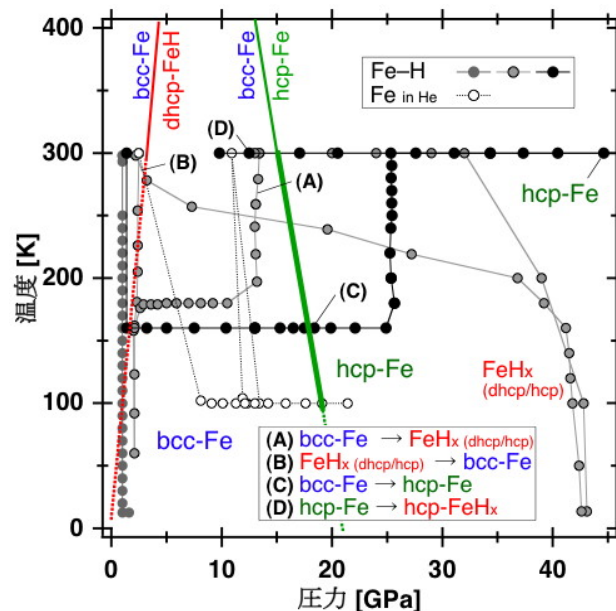 400
300
200
100
0
温度 [K]
0
10
20
30
40
圧力 [GPa]
bcc-Fe
dhcp-FeH
bcc-Fe
hcp-Fe
Fe–H
Fe in He
(D)
(B)
(A)
hcp-Fe
(C)
hcp-Fe
bcc-Fe
FeHx
(dhcp/hcp)
(A) bcc-Fe → FeHx (dhcp/hcp)
(B) FeHx (dhcp/hcp) → bcc-Fe
(C) bcc-Fe → hcp-Fe
(D) hcp-Fe → hcp-FeHx